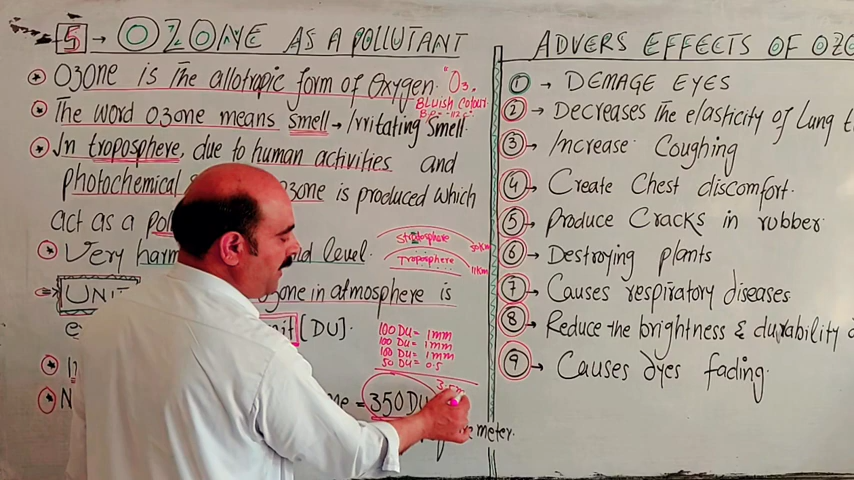 5 → OZONE AS A POLLUTANT
OZONE is The allotropic form of Oxygen. "O3.
BLUISH COLOUR
B.P = -112 c°
The word Ozone means smell → Irritating Smell.
In troposphere, due to human activities and
photochemical ozone is produced which
act as a
Very level.
stratosphere
50Km
Troposphere
11Km
UNIT ozone in atmosphere is
[DU].
100 DU = 1mm
100 DU = 1mm
100 DU = 1mm
50 DU = 0.5
= 350 DU
meter.
ADVERS EFFECTS OF
1 → DEMAGE EYES
2 → Decreases The elasticity of Lung
3 → Increase Coughing
4 → Create Chest discomfort.
5 → Produce Cracks in rubber
6 → Destroying plants
7 → Causes respiratory diseases
8 → Reduce the brightness & durability
9 → Causes dyes fading.